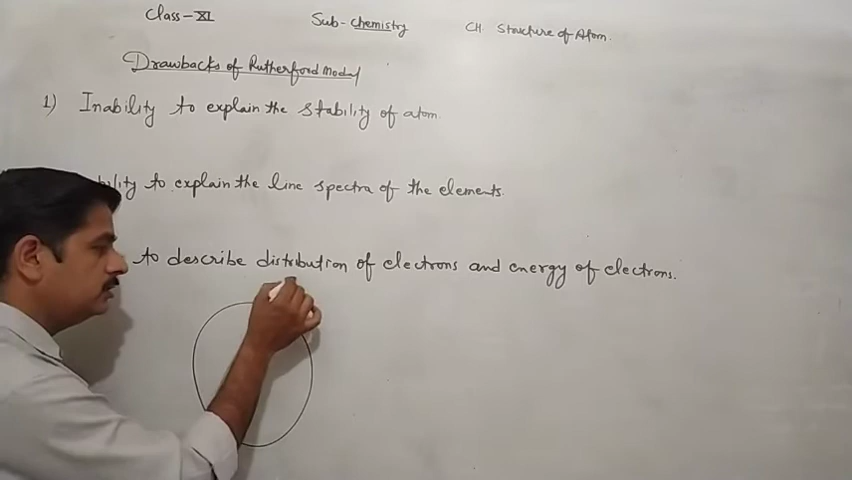 Class-XI
Sub- Chemistry
CH Structure of Atom.
Drawbacks of Rutherford Model
1) Inability to explain the stability of atom.
to explain the line spectra of the elements.
to describe distribution of electrons and energy of electrons.